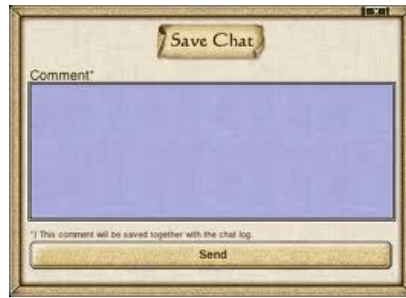 Save Chat
Comment*
*) This comment will be saved together with the chat log.
Send